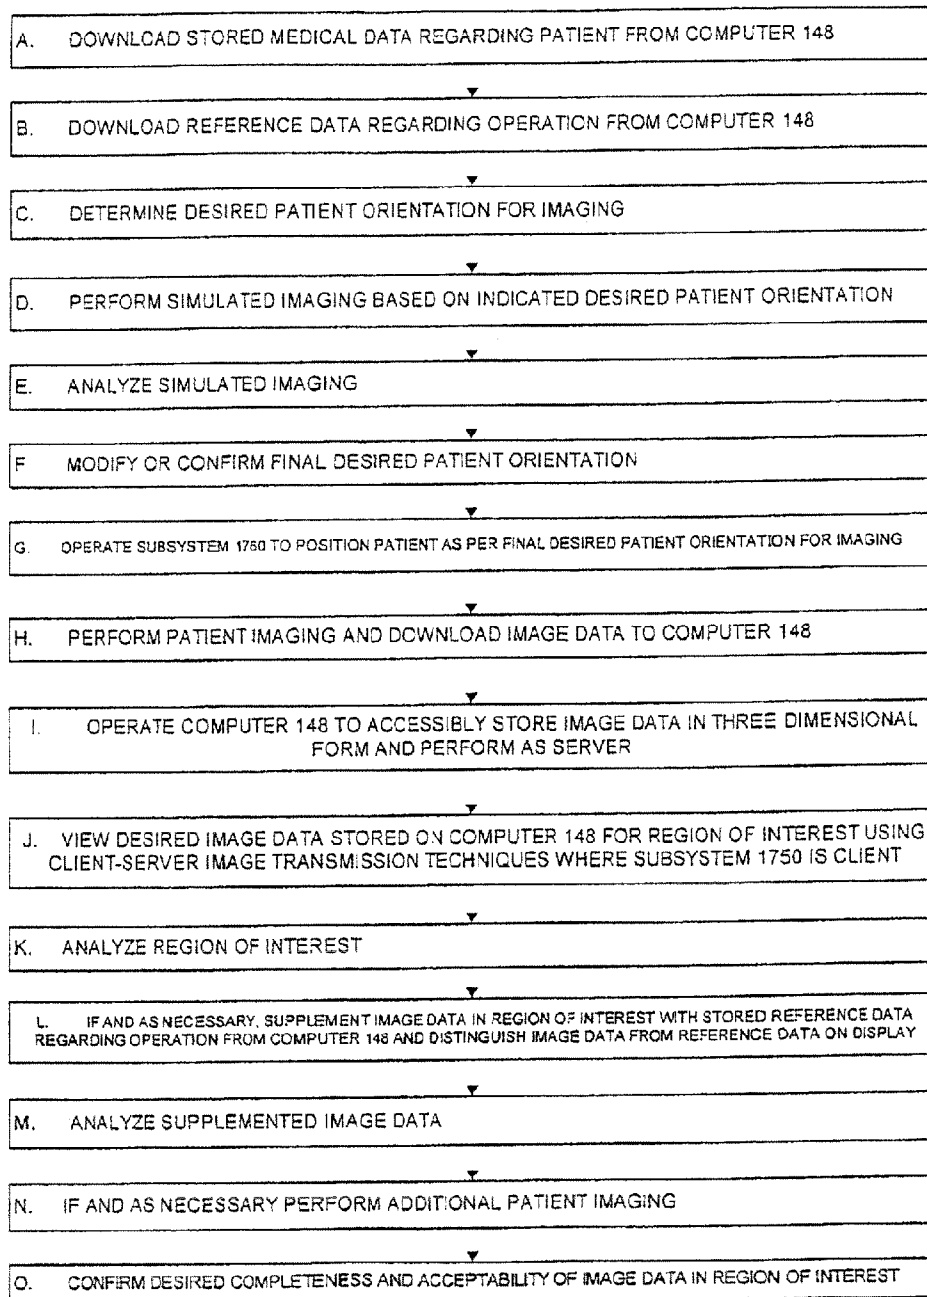 A. DOWNLOAD STORED MEDICAL DATA REGARDING PATIENT FROM COMPUTER 148
B. DOWNLOAD REFERENCE DATA REGARDING OPERATION FROM COMPUTER 148
C. DETERMINE DESIRED PATIENT ORIENTATION FOR IMAGING
D. PERFORM SIMULATED IMAGING BASED ON INDICATED DESIRED PATIENT ORIENTATION
E. ANALYZE SIMULATED IMAGING
F MODIFY OR CONFIRM FINAL DESIRED PATIENT ORIENTATION
G. OPERATE SUBSYSTEM 1750 TO POSITION PATIENT AS PER FINAL DESIRED PATIENT ORIENTATION FOR IMAGING
H. PERFORM PATIENT IMAGING AND DOWNLOAD IMAGE DATA TO COMPUTER 148
I. OPERATE COMPUTER 148 TO ACCESSIBLY STORE IMAGE DATA IN THREE DIMENSIONAL
FORM AND PERFORM AS SERVER
J. VIEW DESIRED IMAGE DATA STORED ON COMPUTER 148 FOR REGION OF INTEREST USING
CLIENT-SERVER IMAGE TRANSMISSION TECHNIQUES WHERE SUBSYSTEM 1750 IS CLIENT
K. ANALYZE REGION OF INTEREST
L. IF AND AS NECESSARY, SUPPLEMENT IMAGE DATA IN REGION OF INTEREST WITH STORED REFERENCE DATA
REGARDING OPERATION FROM COMPUTER 148 AND DISTINGUISH IMAGE DATA FROM REFERENCE DATA ON DISPLAY
M. ANALYZE SUPPLEMENTED IMAGE DATA
N. IF AND AS NECESSARY PERFORM ADDITIONAL PATIENT IMAGING
O. CONFIRM DESIRED COMPLETENESS AND ACCEPTABILITY OF IMAGE DATA IN REGION OF INTEREST